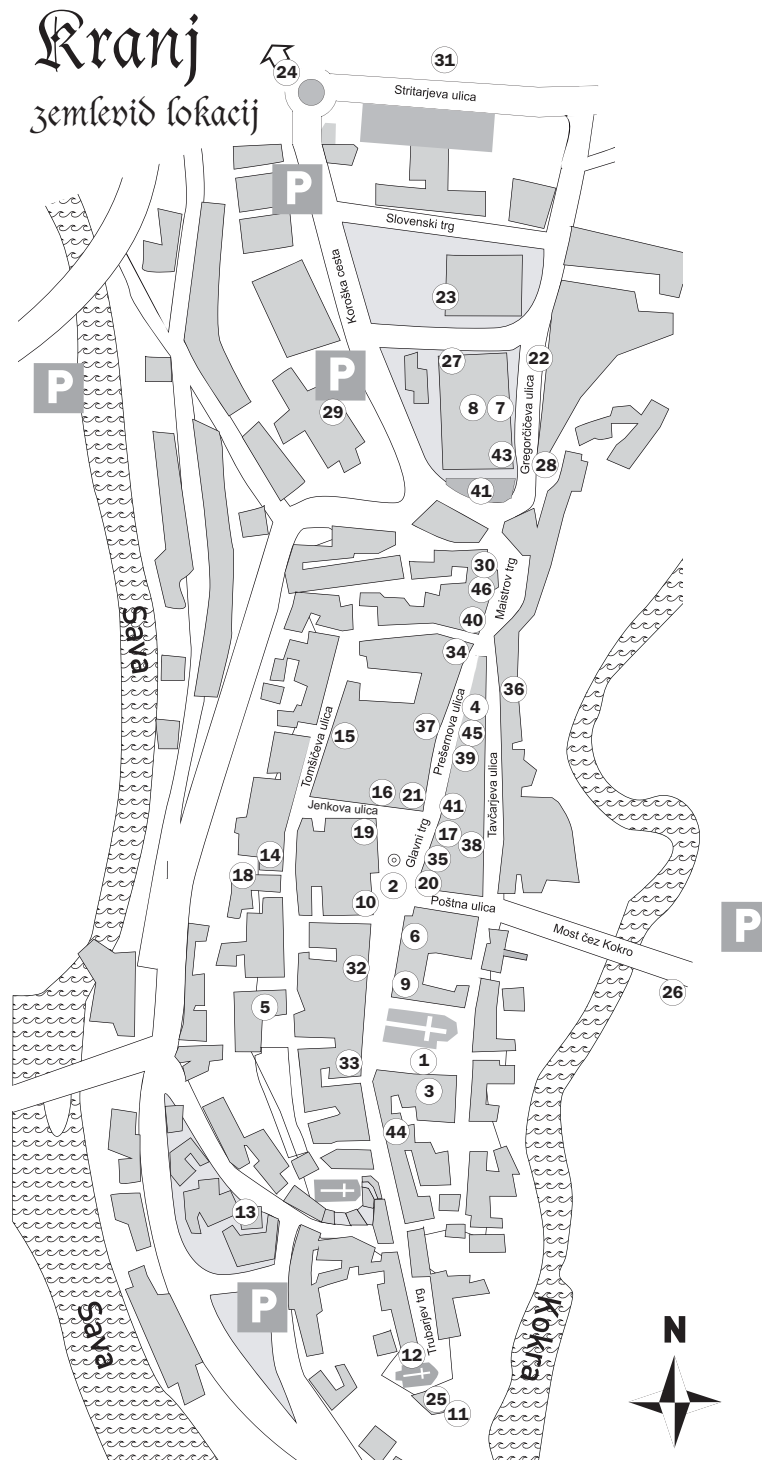 Kranj
zemlevid lokacij
31
24
Stritarjeva ulica
P
Slovenski trg
Koroška cesta
23
P
P
27
22
29
8
7
Gregorčičeva ulica
43
28
41
30
46
Maistrov trg
40
Sava
34
36
4
37
Prešernova ulica
45
15
39
Tomšičeva ulica
Tavčarjeva ulica
16
21
41
Jenkova ulica
19
Glavni trg
17
38
14
35
18
2
20
10
Poštna ulica
P
6
Most čez Kokro
32
9
26
5
1
33
3
44
13
P
Sava
Trubarjev trg
Kokra
N
12
25
11